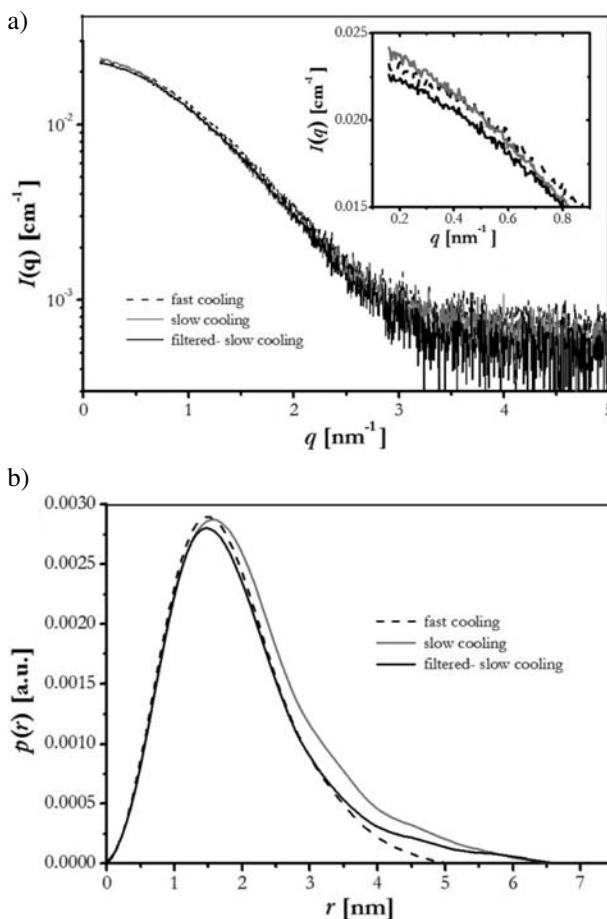 a)
I(q) [cm⁻¹]
10⁻²
10⁻³
0 1 2 3 4 5
q [nm⁻¹]
fast cooling
slow cooling
filtered- slow cooling
I(q) [cm⁻¹]
0.025
0.020
0.015
0.2 0.4 0.6 0.8
q [nm⁻¹]
b)
p(r) [a.u.]
0.0030
0.0025
0.0020
0.0015
0.0010
0.0005
0.0000
0 1 2 3 4 5 6 7
r [nm]
fast cooling
slow cooling
filtered- slow cooling